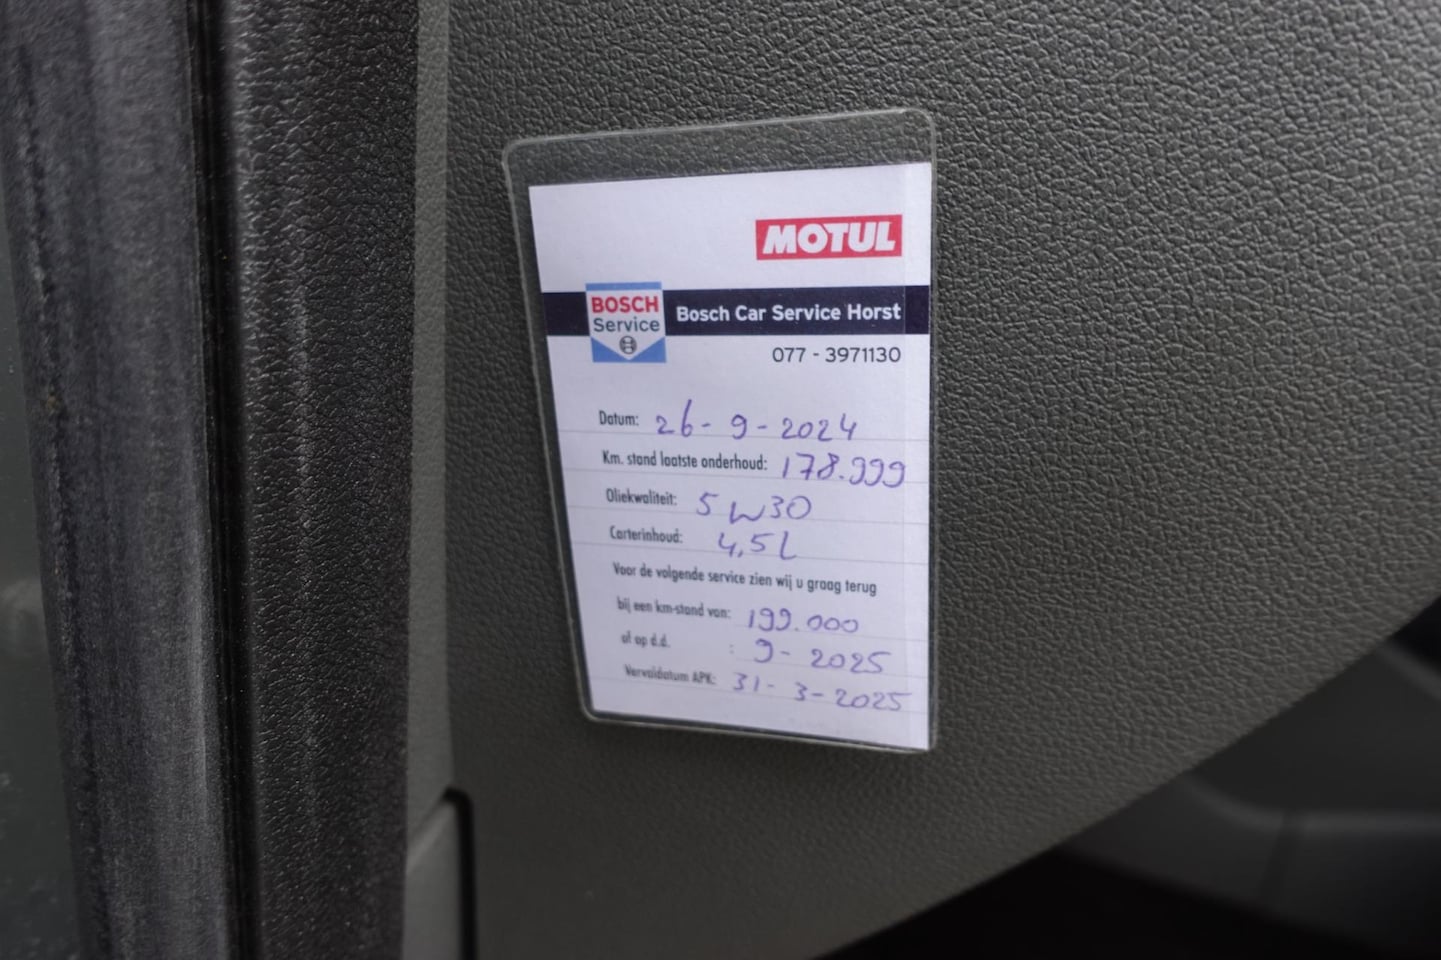 MOTUL
BOSCH
Service
Bosch Car Service Horst
077 - 3971130
Datum: 26-9-2024
Km. stand laatste onderhoud: 178.999
Oliekwaliteit: 5W30
Carterinhoud: 4,5L
Voor de volgende service zien wij u graag terug
bij een km-stand van: 199.000
of op d.d. : 9-2025
Vervaldatum APK: 31-3-2025